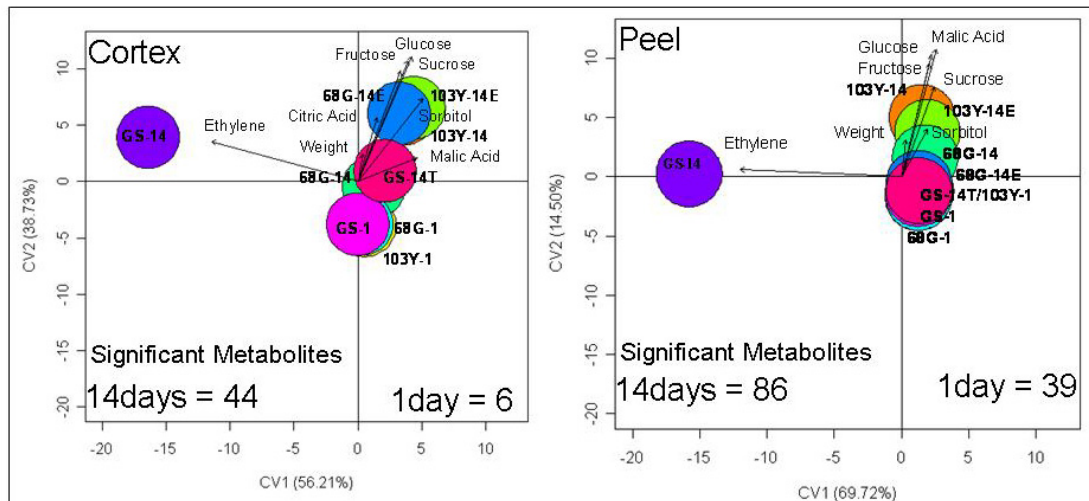 Cortex
Glucose
Fructose
Sucrose
68G-14E
103Y-14E
Citric Acid
Sorbitol
GS-14
Ethylene
103Y-14
Weight
Malic Acid
68G-14
GS-14T
GS-1
68G-1
103Y-1
Significant Metabolites
14days = 44
1day = 6
CV2 (38.73%)
10
5
0
-5
-10
-15
-20
-20
-15
-10
-5
0
5
10
CV1 (56.21%)
Peel
Malic Acid
Glucose
Fructose
103Y-14
Sucrose
103Y-14E
Weight
Sorbitol
Ethylene
68G-14
GS-14
68G-14E
GS-14T/103Y-1
GS-1
68G-1
Significant Metabolites
14days = 86
1day = 39
CV2 (14.50%)
10
5
0
-5
-10
-15
-20
-20
-15
-10
-5
0
5
10
CV1 (69.72%)